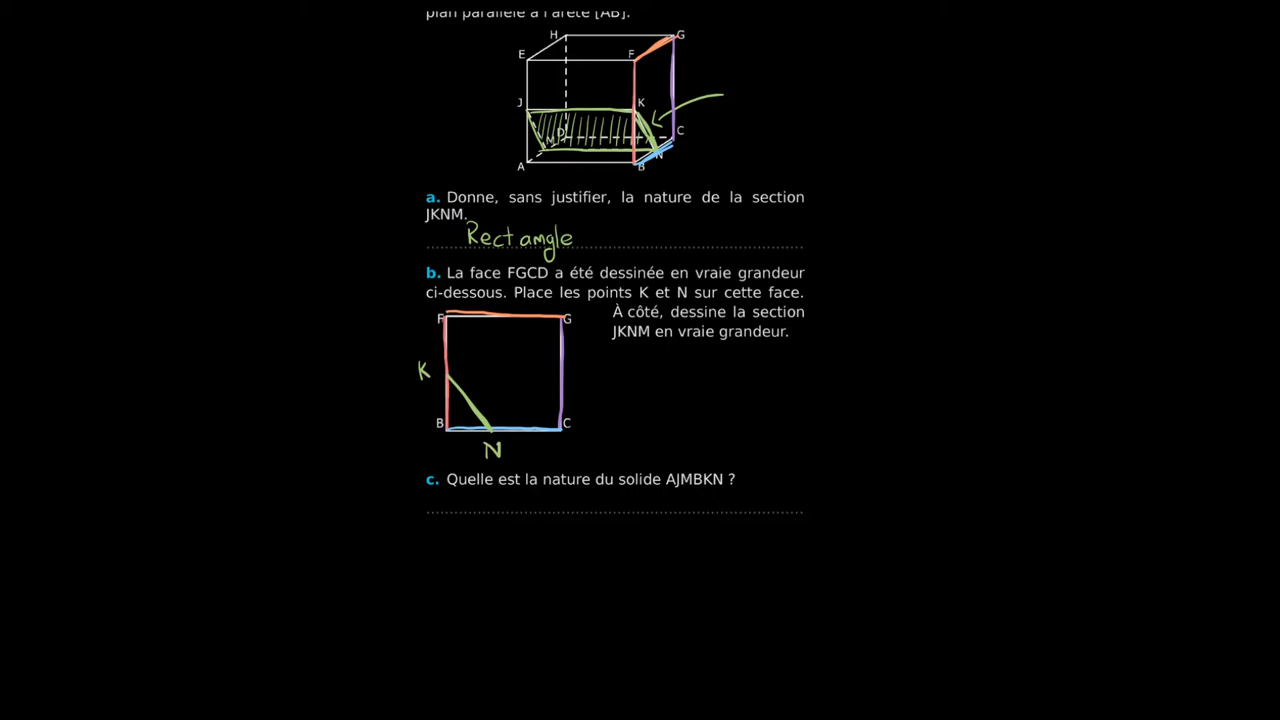 plan parallèle à l'arête [AB].
H
G
E
F
J
K
D
C
M
N
A
B
a. Donne, sans justifier, la nature de la section
JKNM.
Rectangle
b. La face FGCD a été dessinée en vraie grandeur
ci-dessous. Place les points K et N sur cette face.
À côté, dessine la section
JKNM en vraie grandeur.
F
G
K
B
C
N
c. Quelle est la nature du solide AJMBKN ?